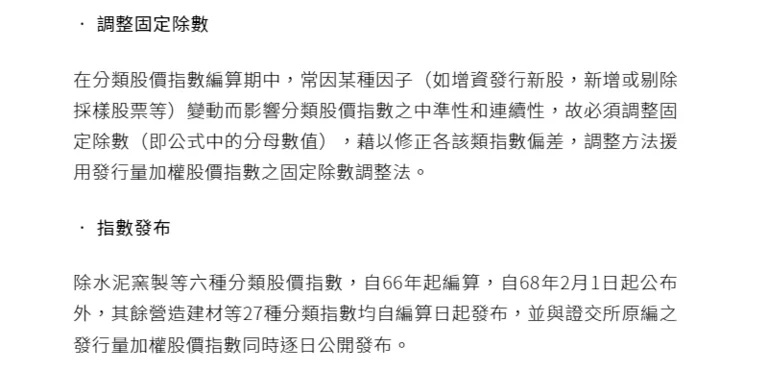 · 調整固定除數
在分類股價指數編算期中，常因某種因子（如增資發行新股，新增或剔除
採樣股票等）變動而影響分類股價指數之中準性和連續性，故必須調整固
定除數（即公式中的分母數值），藉以修正各該類指數偏差，調整方法援
用發行量加權股價指數之固定除數調整法。
· 指數發布
除水泥窯製等六種分類股價指數，自66年起編算，自68年2月1日起公布
外，其餘營造建材等27種分類指數均自編算日起發布，並與證交所原編之
發行量加權股價指數同時逐日公開發布。